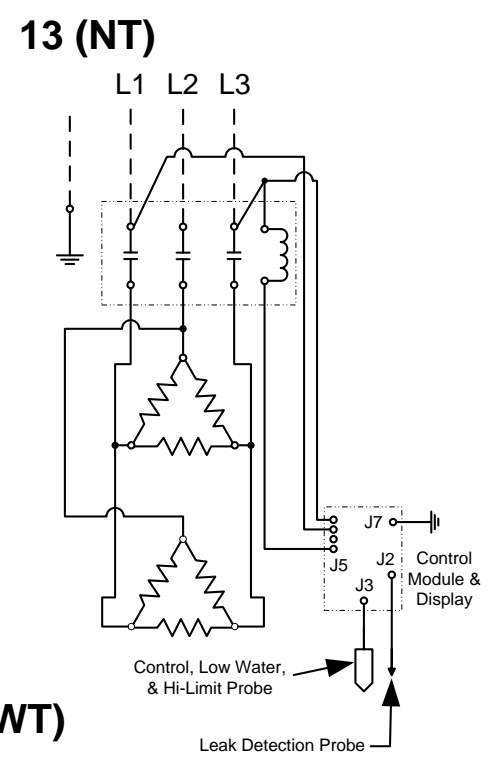 13 (NT)
L1 L2 L3
J7
J5
J2
J3
Control
Module &
Display
Control, Low Water,
& Hi-Limit Probe
WT)
Leak Detection Probe